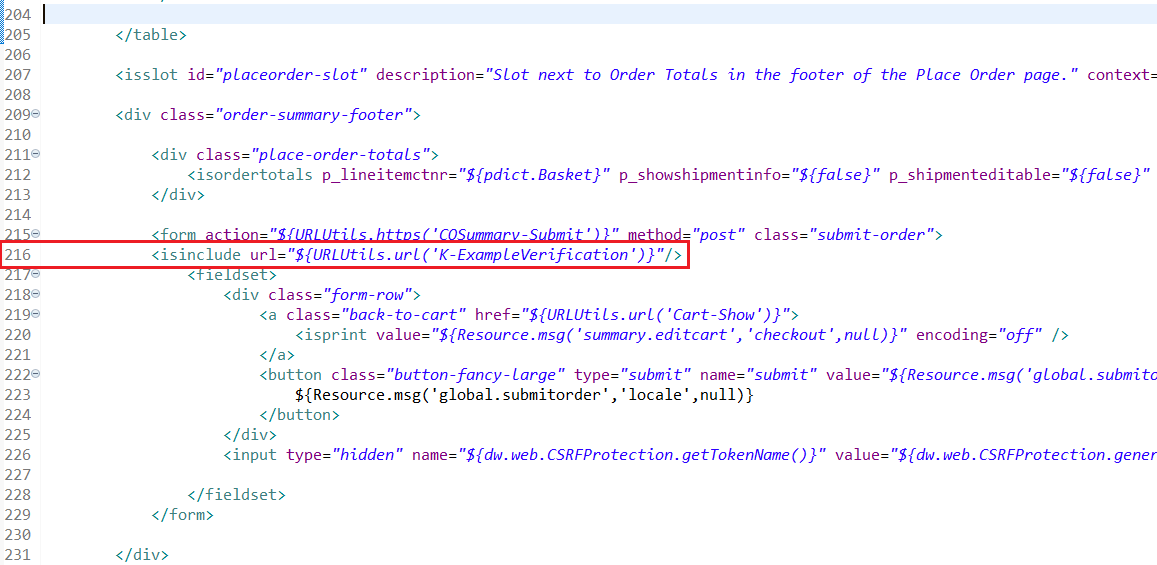 204
205 </table>
206
207 <isslot id="placeorder-slot" description="Slot next to Order Totals in the footer of the Place Order page." context=
208
209 <div class="order-summary-footer">
210
211 <div class="place-order-totals">
212 <isordertotals p_lineitemctnr="${pdict.Basket}" p_showshipmentinfo="${false}" p_shipmenteditable="${false}"
213 </div>
214
215 <form action="${URLUtils.https('COSummary-Submit')}" method="post" class="submit-order">
216 <isinclude url="${URLUtils.url('K-ExampleVerification')}"/>
217 <fieldset>
218 <div class="form-row">
219 <a class="back-to-cart" href="${URLUtils.url('Cart-Show')}">
220 <isprint value="${Resource.msg('summary.editcart','checkout',null)}" encoding="off" />
221 </a>
222 <button class="button-fancy-large" type="submit" name="submit" value="${Resource.msg('global.submito
223 ${Resource.msg('global.submitorder','locale',null)}
224 </button>
225 </div>
226 <input type="hidden" name="${dw.web.CSRFProtection.getTokenName()}" value="${dw.web.CSRFProtection.gener
227
228 </fieldset>
229 </form>
230
231 </div>